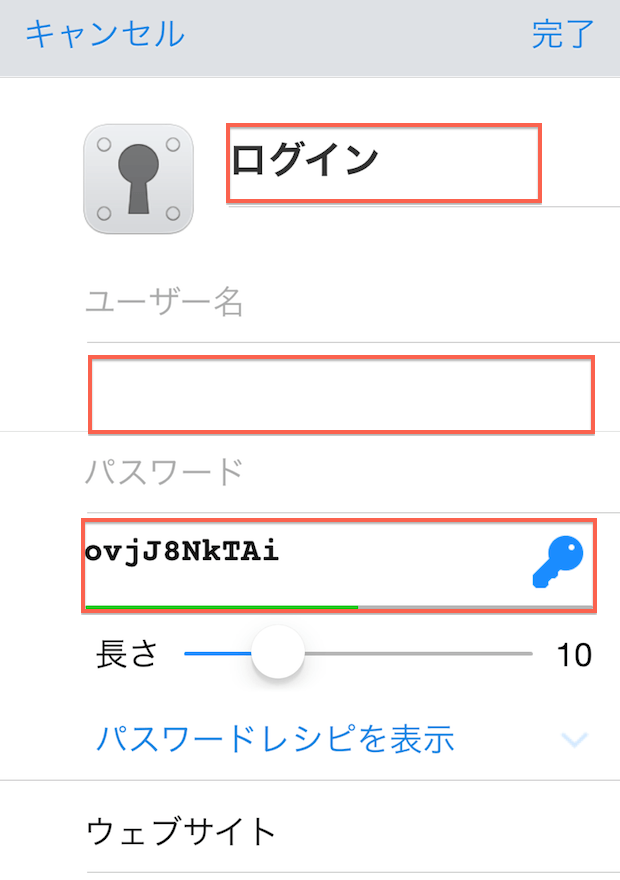 キャンセル 完了
ログイン
ユーザー名
パスワード
ovjJ8NkTAi
長さ 10
パスワードレシピを表示
ウェブサイト